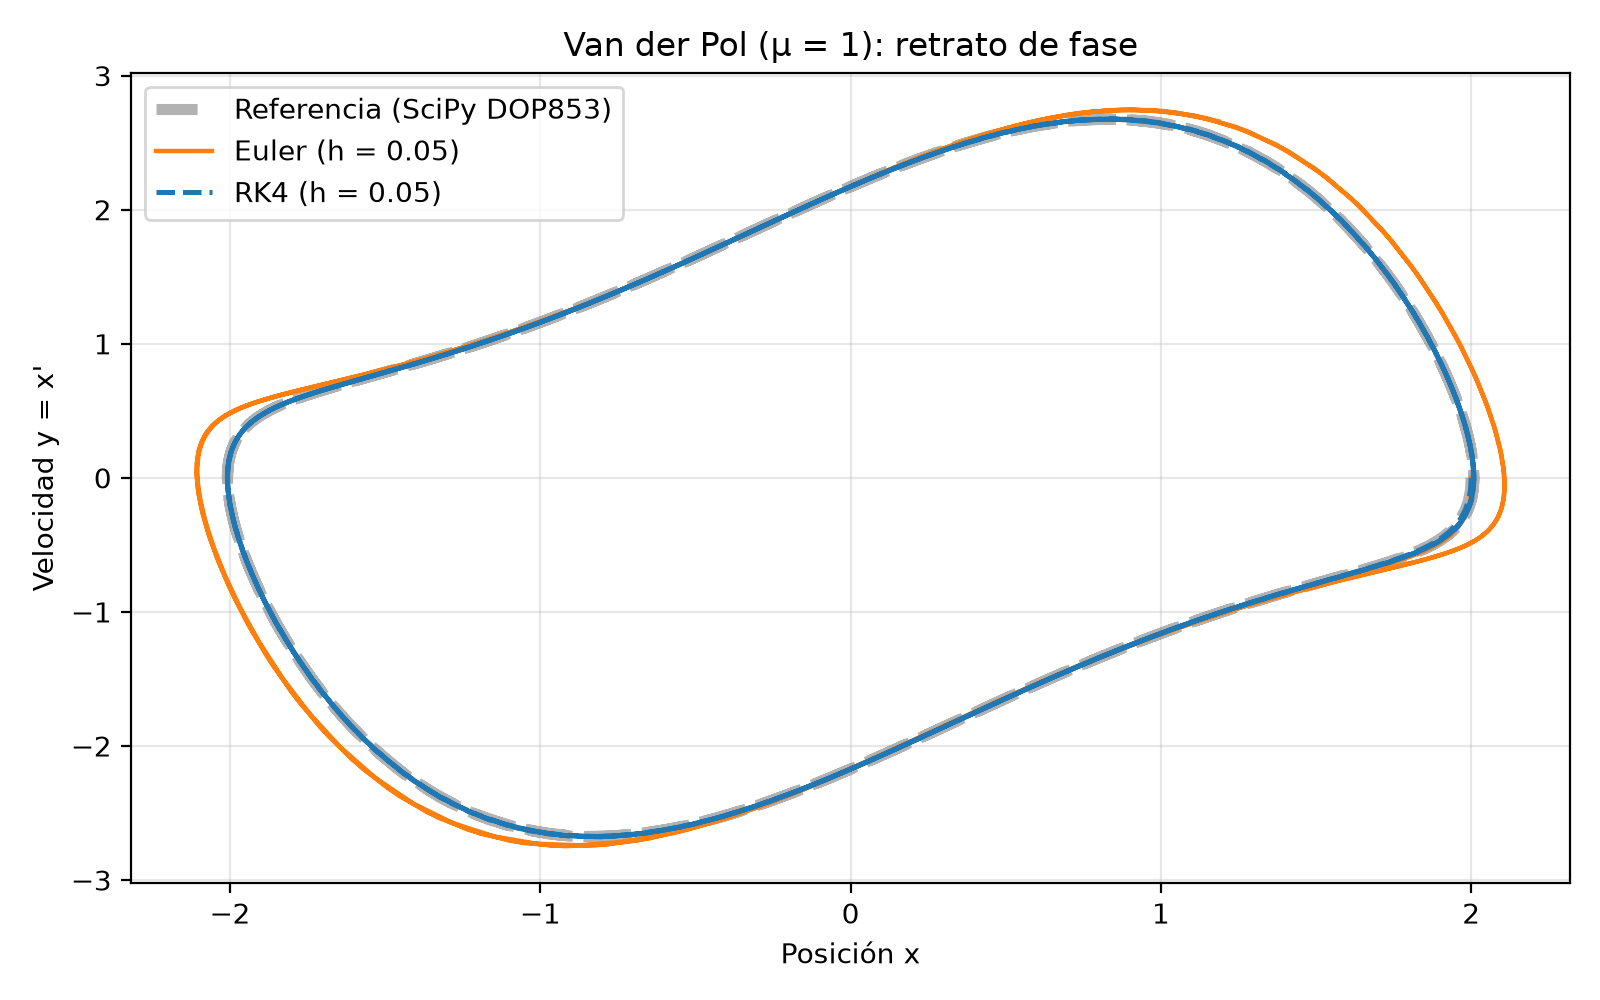 Van der Pol (μ = 1): retrato de fase
Referencia (SciPy DOP853)
Euler (h = 0.05)
RK4 (h = 0.05)
3
2
1
0
−1
−2
−3
Velocidad y = x'
−2
−1
0
1
2
Posición x